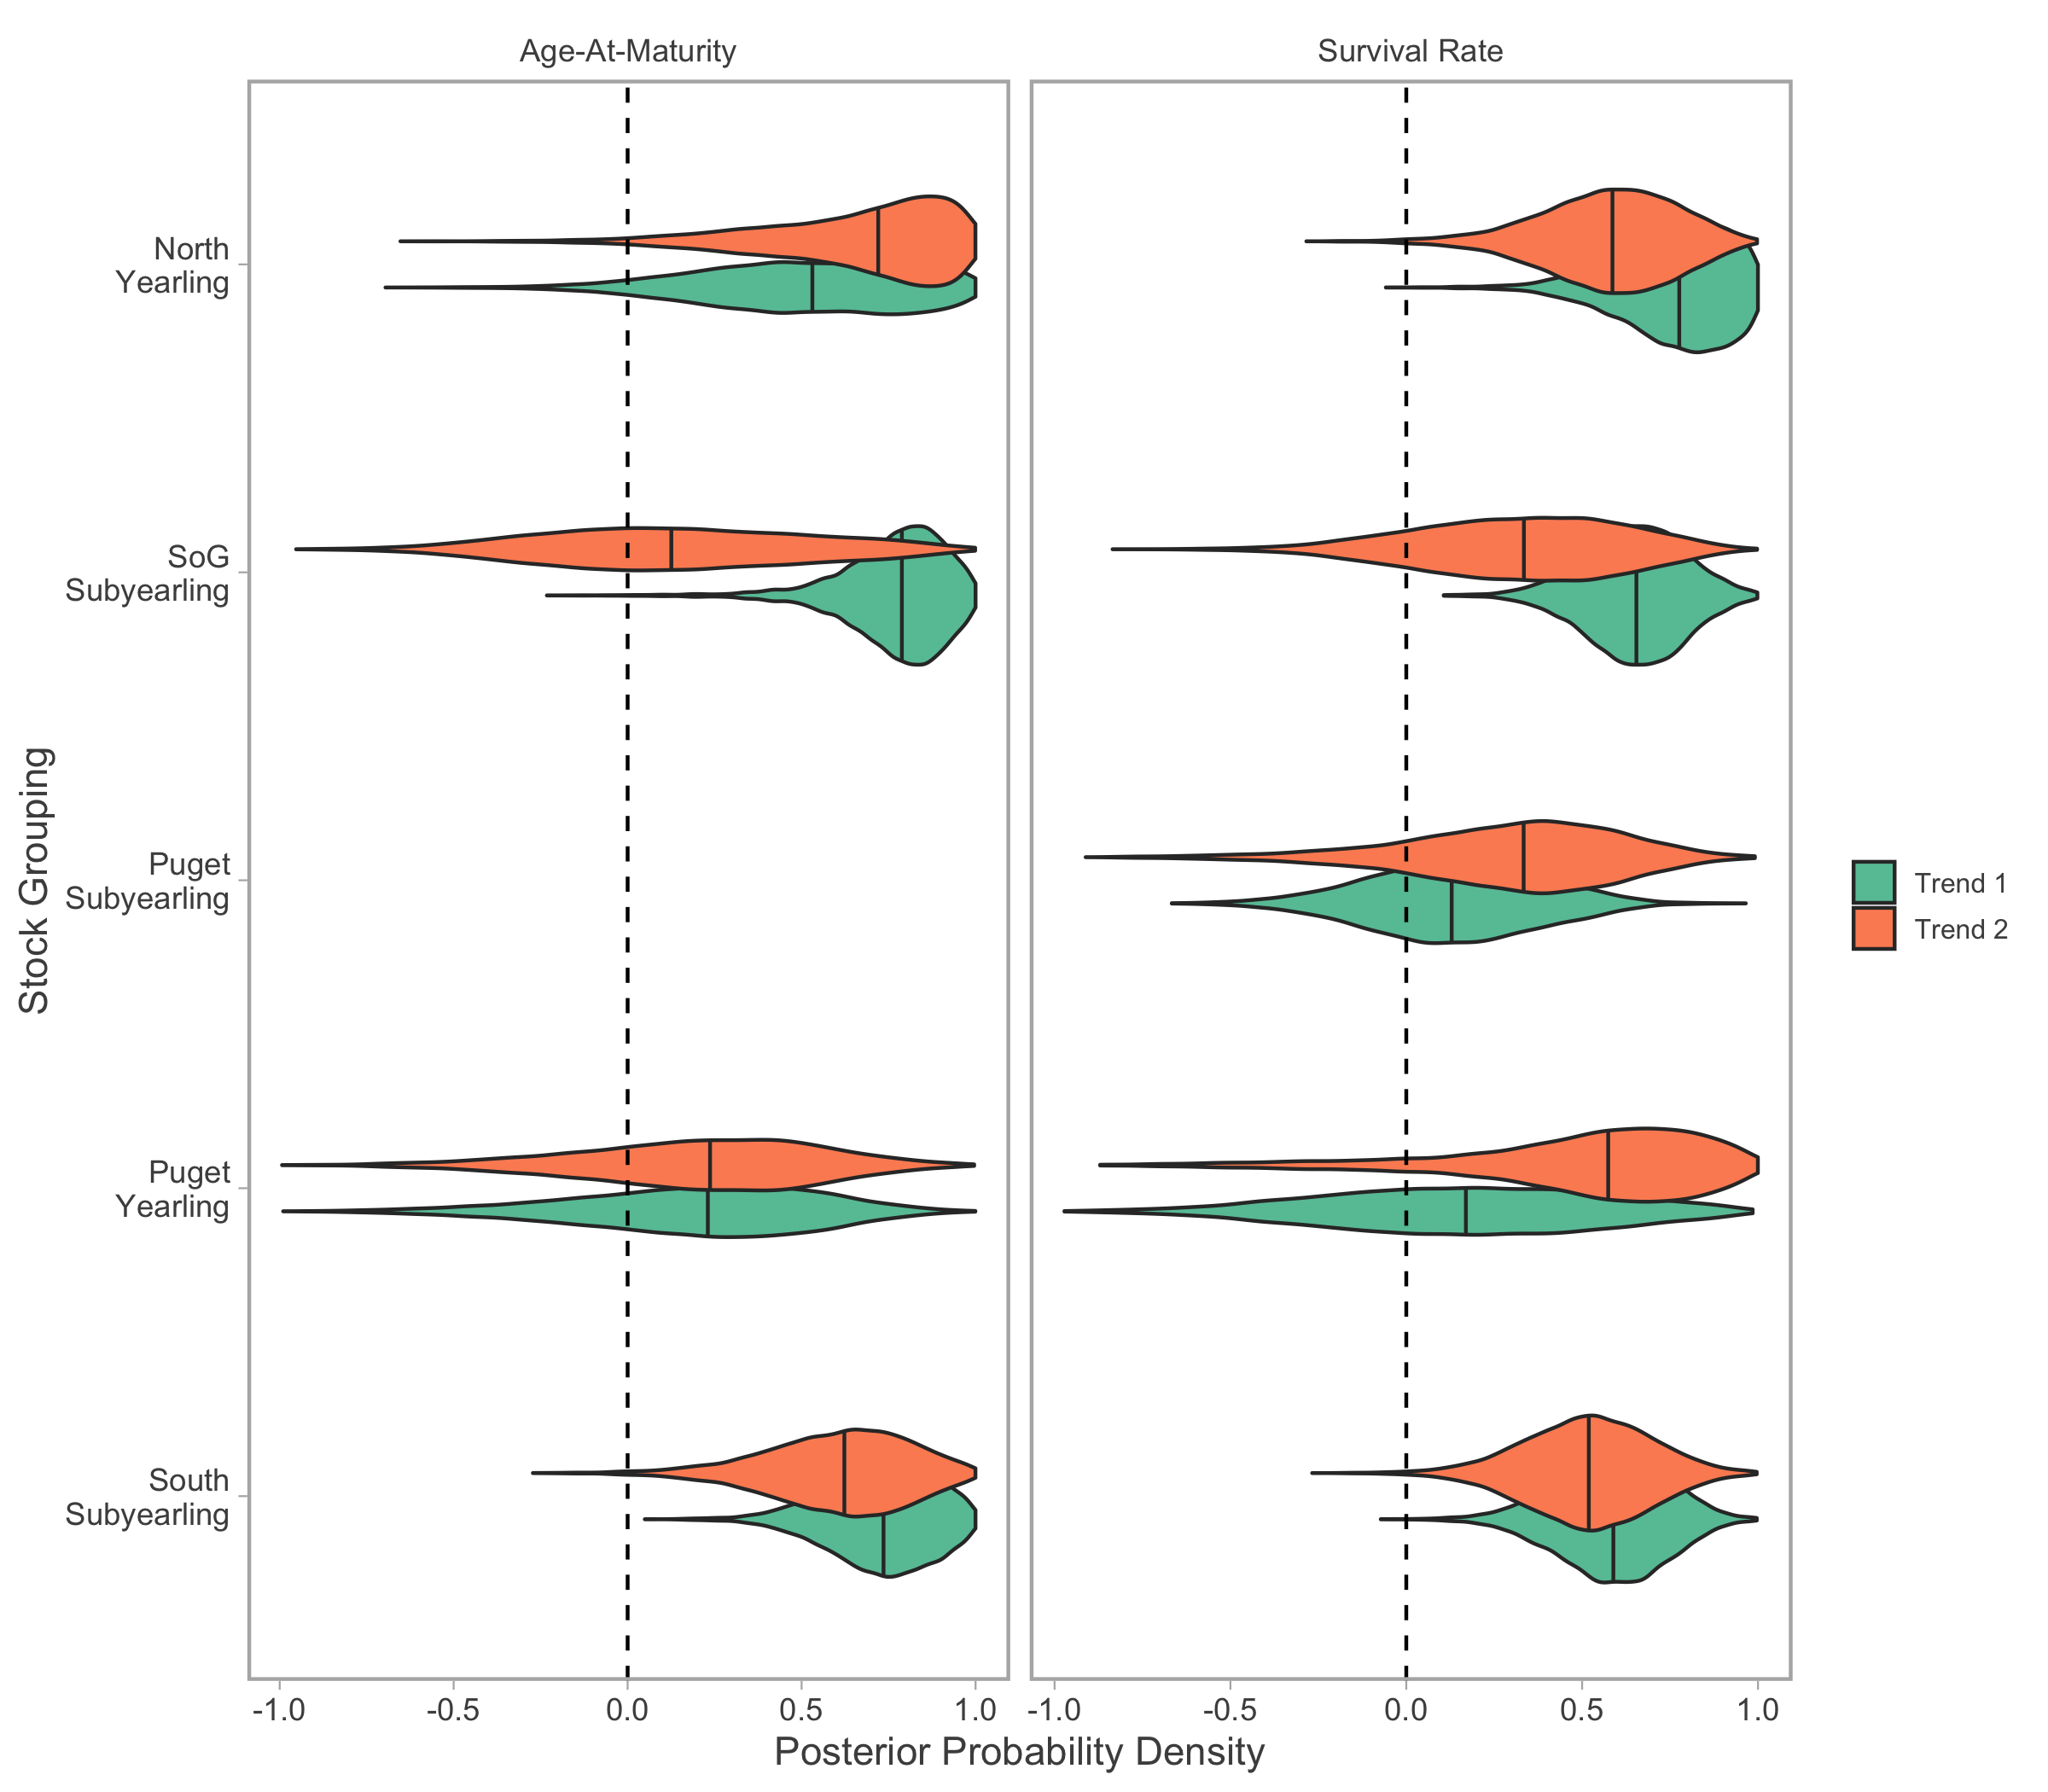 Age-At-Maturity
Survival Rate
North
Yearling
SoG
Subyearling
Puget
Subyearling
Puget
Yearling
South
Subyearling
Stock Grouping
Trend 1
Trend 2
-1.0 -0.5 0.0 0.5 1.0
-1.0 -0.5 0.0 0.5 1.0
Posterior Probability Density